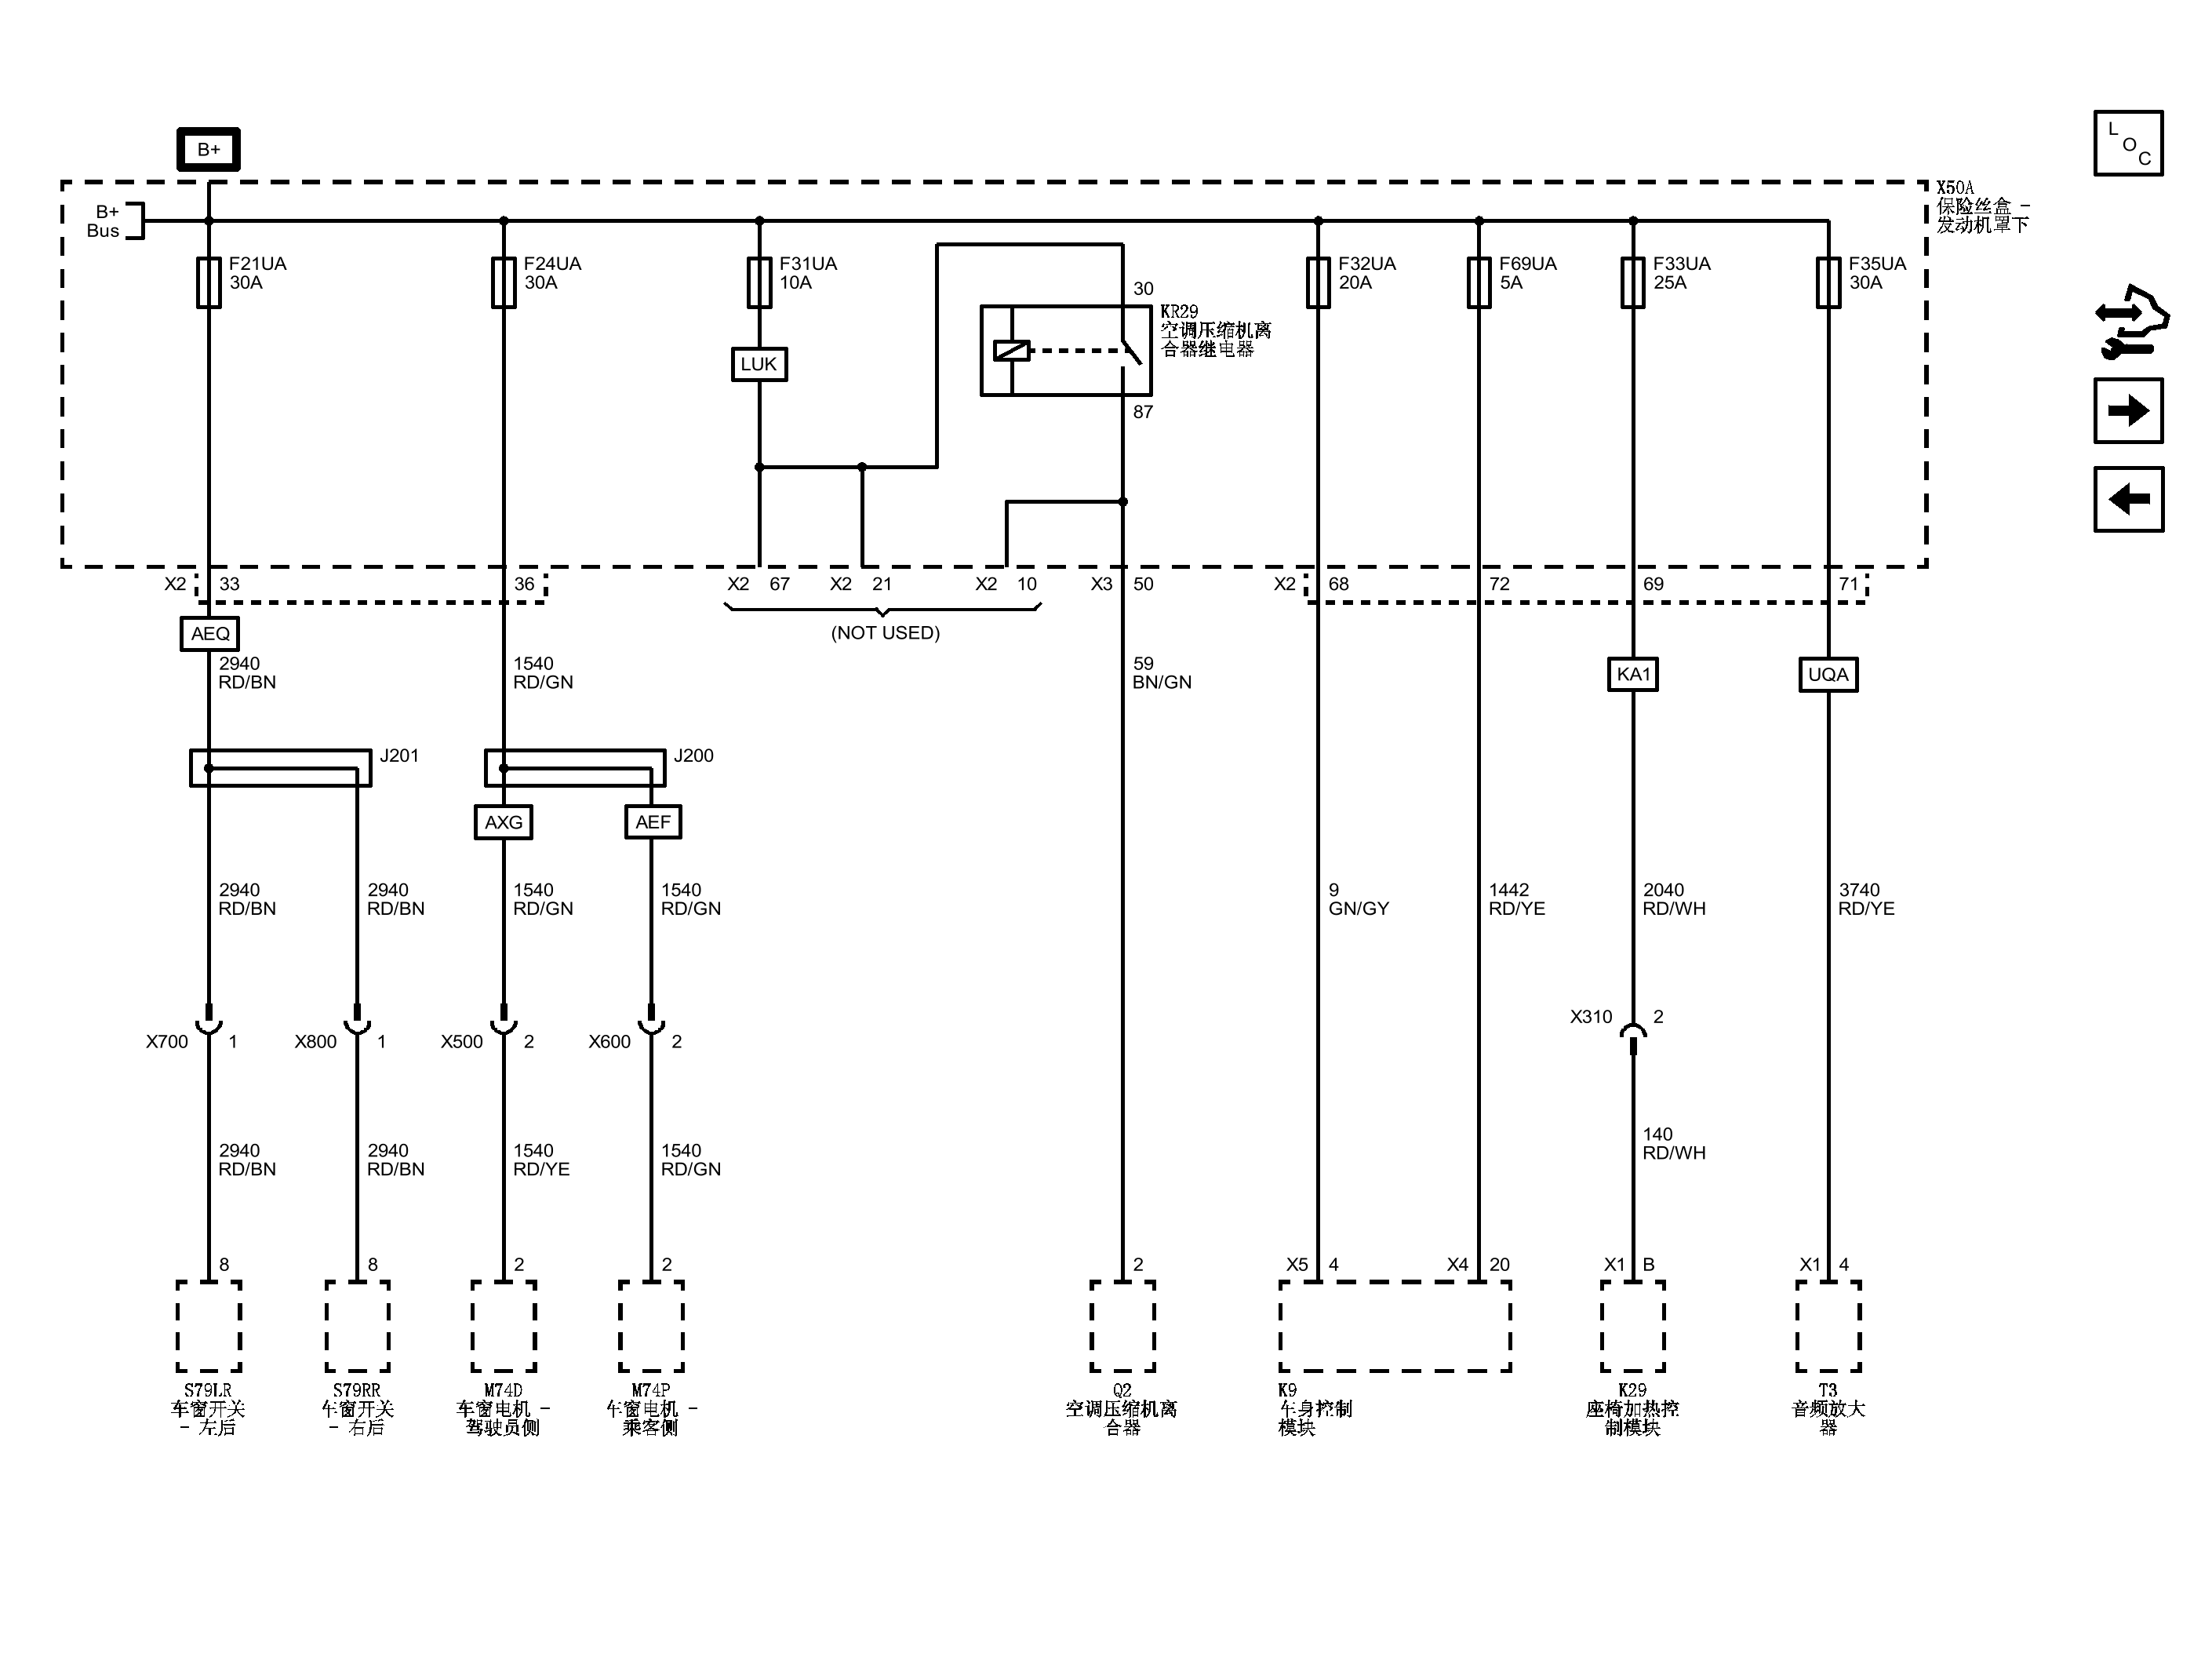 B+
L
O
C
B+
Bus
X50A
保险丝盒 -
发动机罩下
F21UA
30A
F24UA
30A
F31UA
10A
LUK
30
KR29
空调压缩机离
合器继电器
87
F32UA
20A
F69UA
5A
F33UA
25A
F35UA
30A
X2 33
36
X2 67
X2 21
X2 10
X3 50
X2 68
72
69
71
(NOT USED)
AEQ
2940
RD/BN
1540
RD/GN
59
BN/GN
KA1
UQA
J201
J200
AXG
AEF
2940
RD/BN
2940
RD/BN
1540
RD/GN
1540
RD/GN
9
GN/GY
1442
RD/YE
2040
RD/WH
3740
RD/YE
X700 1
X800 1
X500 2
X600 2
X310 2
2940
RD/BN
2940
RD/BN
1540
RD/YE
1540
RD/GN
140
RD/WH
8
8
2
2
2
X5 4
X4 20
X1 B
X1 4
S79LR
车窗开关
- 左后
S79RR
车窗开关
- 右后
M74D
车窗电机 -
驾驶员侧
M74P
车窗电机 -
乘客侧
Q2
空调压缩机离
合器
K9
车身控制
模块
K29
座椅加热控
制模块
T3
音频放大
器